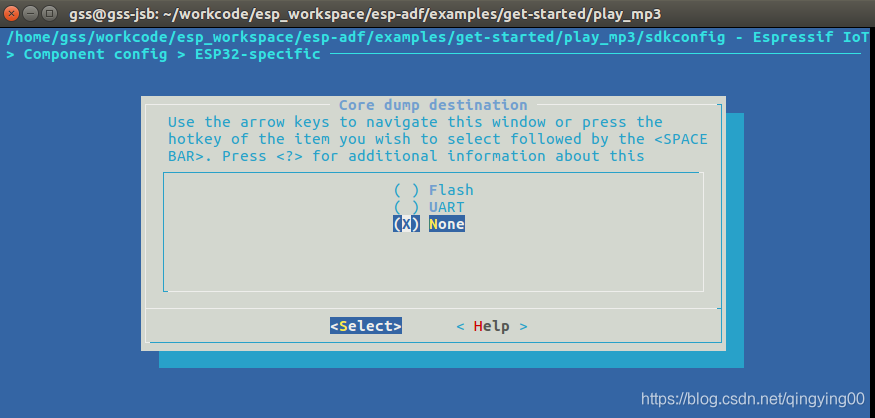 gss@gss-jsb: ~/workcode/esp_workspace/esp-adf/examples/get-started/play_mp3
/home/gss/workcode/esp_workspace/esp-adf/examples/get-started/play_mp3/sdkconfig - Espressif IoT
> Component config > ESP32-specific
Core dump destination
Use the arrow keys to navigate this window or press the
hotkey of the item you wish to select followed by the <SPACE
BAR>. Press <?> for additional information about this
( ) Flash
( ) UART
(X) None
<Select> < Help >
https://blog.csdn.net/qingying00